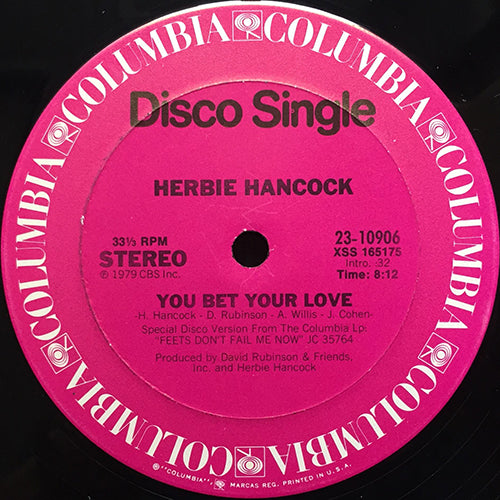 COLUMBIA COLUMBIA COLUMBIA COLUMBIA COLUMBIA COLUMBIA COLUMBIA COLUMBIA
Disco Single
HERBIE HANCOCK
33⅓ RPM
STEREO
℗ 1979 CBS Inc.
23-10906
XSS 165175
Intro. :32
Time: 8:12
YOU BET YOUR LOVE
-H. Hancock - D. Rubinson - A. Willis - J. Cohen-
Special Disco Version From The Columbia Lp:
"FEETS DON'T FAIL ME NOW" JC 35764
Produced by David Rubinson & Friends,
Inc. and Herbie Hancock
®"COLUMBIA", MARCAS REG. PRINTED IN U.S.A.